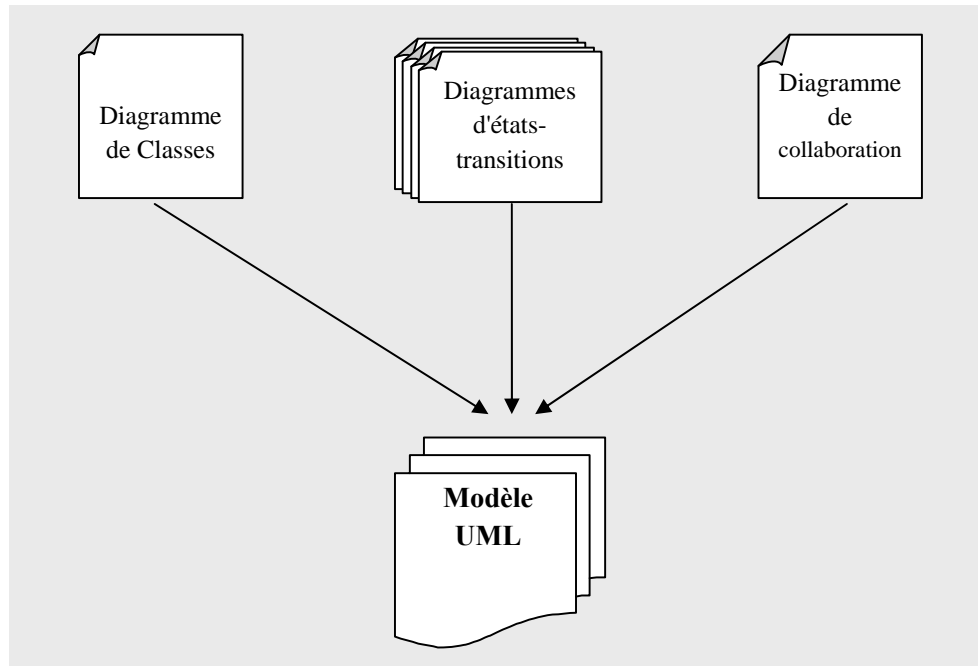 Diagramme
de Classes
Diagrammes
d'états-
transitions
Diagramme
de
collaboration
Modèle
UML